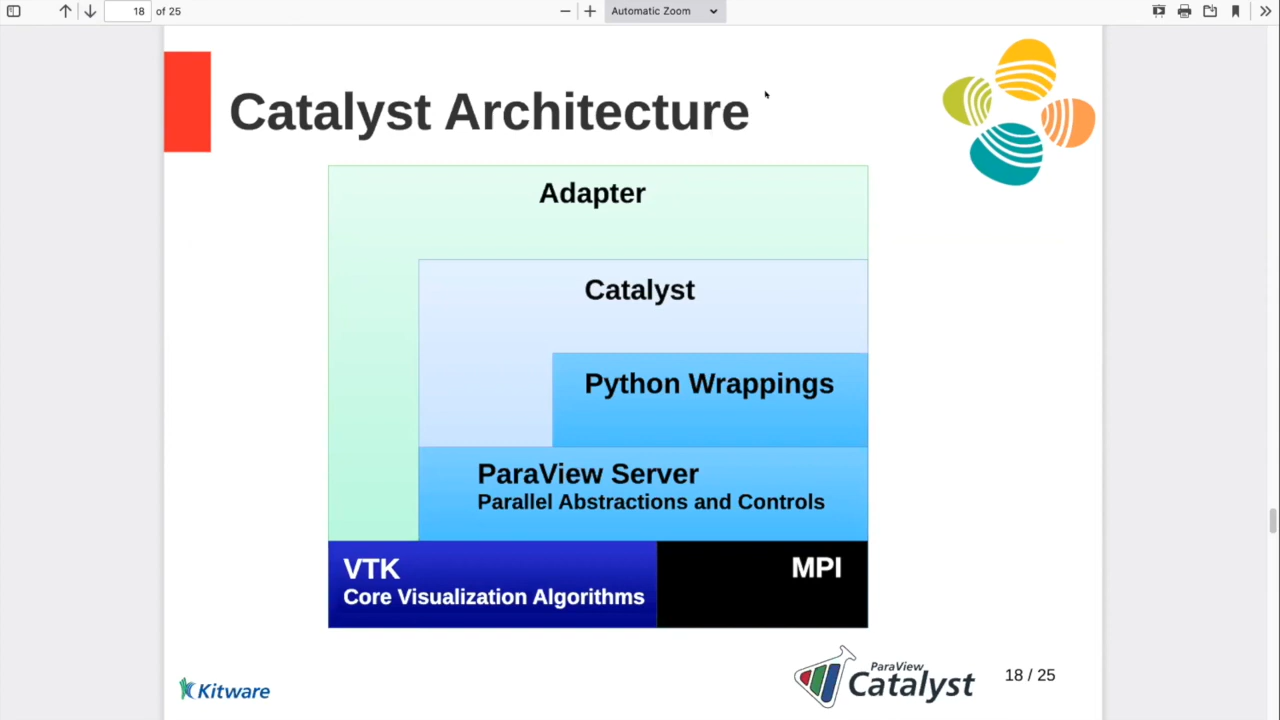 18 of 25
Automatic Zoom
Catalyst Architecture
Adapter
Catalyst
Python Wrappings
ParaView Server
Parallel Abstractions and Controls
VTK
Core Visualization Algorithms
MPI
Kitware
ParaView
Catalyst
18 / 25